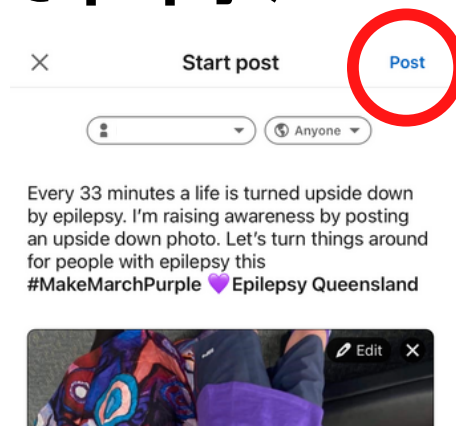 Start post
Post
Anyone
Every 33 minutes a life is turned upside down
by epilepsy. I'm raising awareness by posting
an upside down photo. Let's turn things around
for people with epilepsy this
#MakeMarchPurple 💜 Epilepsy Queensland
Edit